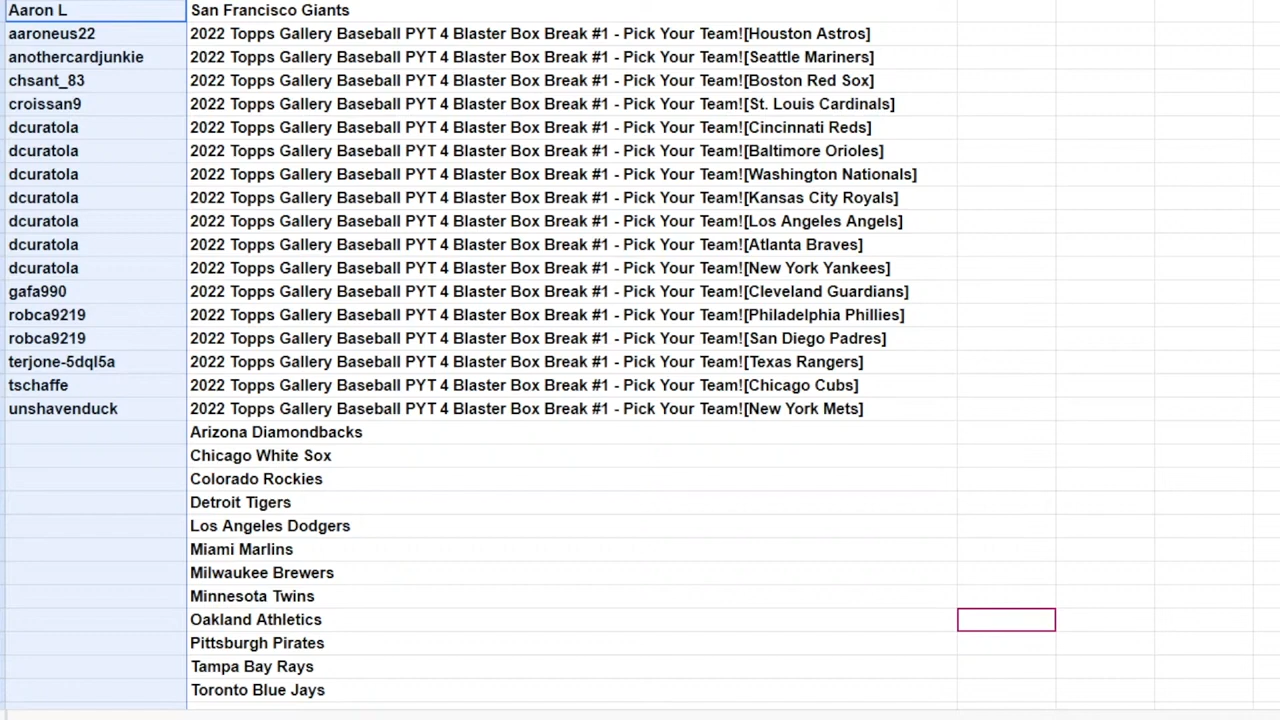 Aaron L San Francisco Giants
aaroneus22 2022 Topps Gallery Baseball PYT 4 Blaster Box Break #1 - Pick Your Team![Houston Astros]
anothercardjunkie 2022 Topps Gallery Baseball PYT 4 Blaster Box Break #1 - Pick Your Team![Seattle Mariners]
chsant_83 2022 Topps Gallery Baseball PYT 4 Blaster Box Break #1 - Pick Your Team![Boston Red Sox]
croissan9 2022 Topps Gallery Baseball PYT 4 Blaster Box Break #1 - Pick Your Team![St. Louis Cardinals]
dcuratola 2022 Topps Gallery Baseball PYT 4 Blaster Box Break #1 - Pick Your Team![Cincinnati Reds]
dcuratola 2022 Topps Gallery Baseball PYT 4 Blaster Box Break #1 - Pick Your Team![Baltimore Orioles]
dcuratola 2022 Topps Gallery Baseball PYT 4 Blaster Box Break #1 - Pick Your Team![Washington Nationals]
dcuratola 2022 Topps Gallery Baseball PYT 4 Blaster Box Break #1 - Pick Your Team![Kansas City Royals]
dcuratola 2022 Topps Gallery Baseball PYT 4 Blaster Box Break #1 - Pick Your Team![Los Angeles Angels]
dcuratola 2022 Topps Gallery Baseball PYT 4 Blaster Box Break #1 - Pick Your Team![Atlanta Braves]
dcuratola 2022 Topps Gallery Baseball PYT 4 Blaster Box Break #1 - Pick Your Team![New York Yankees]
gafa990 2022 Topps Gallery Baseball PYT 4 Blaster Box Break #1 - Pick Your Team![Cleveland Guardians]
robca9219 2022 Topps Gallery Baseball PYT 4 Blaster Box Break #1 - Pick Your Team![Philadelphia Phillies]
robca9219 2022 Topps Gallery Baseball PYT 4 Blaster Box Break #1 - Pick Your Team![San Diego Padres]
terjone-5dql5a 2022 Topps Gallery Baseball PYT 4 Blaster Box Break #1 - Pick Your Team![Texas Rangers]
tschaffe 2022 Topps Gallery Baseball PYT 4 Blaster Box Break #1 - Pick Your Team![Chicago Cubs]
unshavenduck 2022 Topps Gallery Baseball PYT 4 Blaster Box Break #1 - Pick Your Team![New York Mets]
Arizona Diamondbacks
Chicago White Sox
Colorado Rockies
Detroit Tigers
Los Angeles Dodgers
Miami Marlins
Milwaukee Brewers
Minnesota Twins
Oakland Athletics
Pittsburgh Pirates
Tampa Bay Rays
Toronto Blue Jays